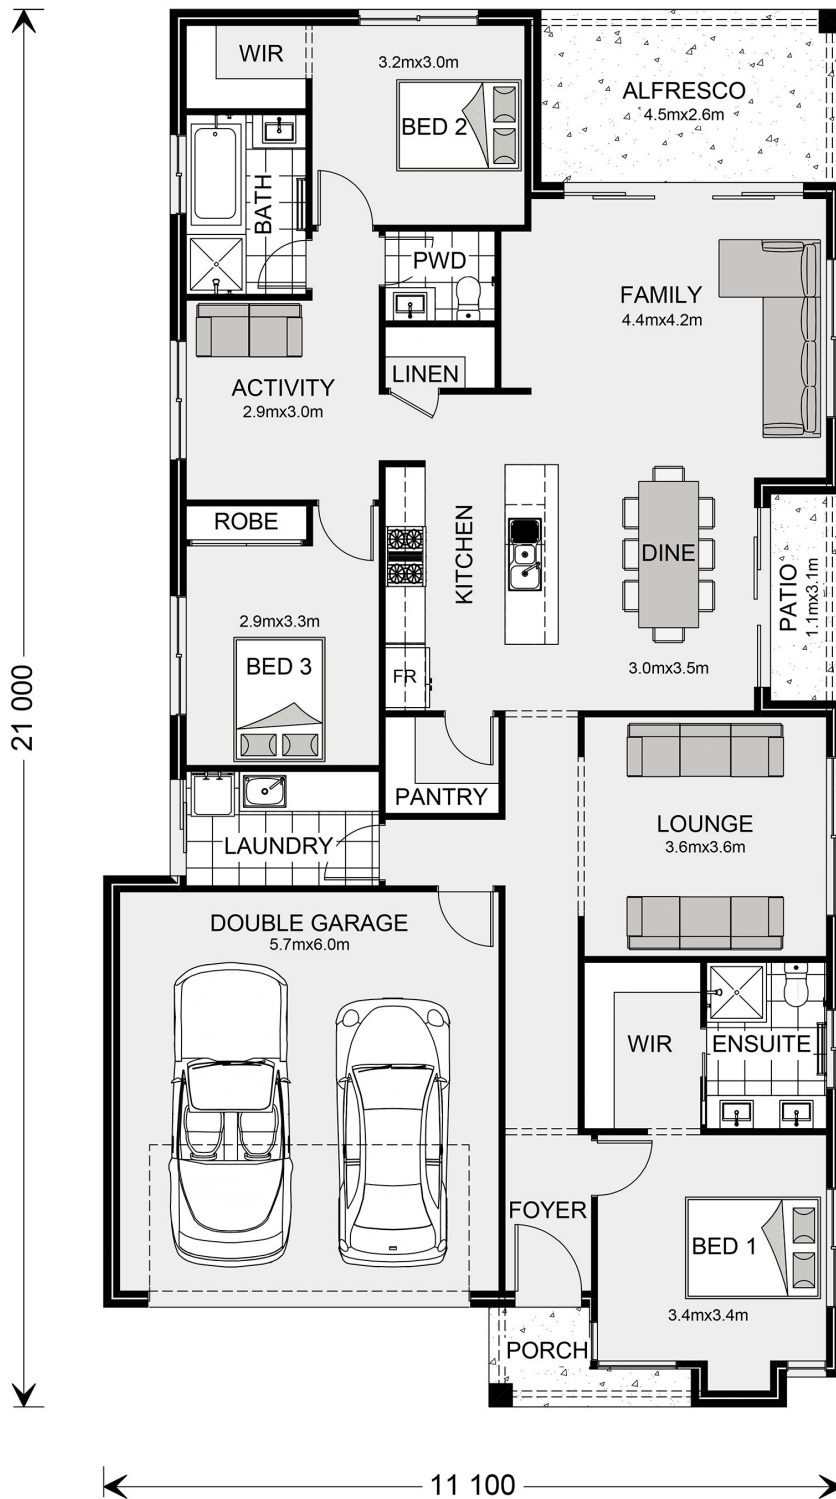 WIR
3.2mx3.0m
BED 2
ALFRESCO
4.5mx2.6m
BATH
PWD
FAMILY
4.4mx4.2m
LINEN
ACTIVITY
2.9mx3.0m
ROBE
KITCHEN
DINE
PATIO
1.1mx3.1m
2.9mx3.3m
BED 3
FR
3.0mx3.5m
21 000
PANTRY
LOUNGE
3.6mx3.6m
LAUNDRY
DOUBLE GARAGE
5.7mx6.0m
WIR
ENSUITE
FOYER
BED 1
3.4mx3.4m
PORCH
11 100